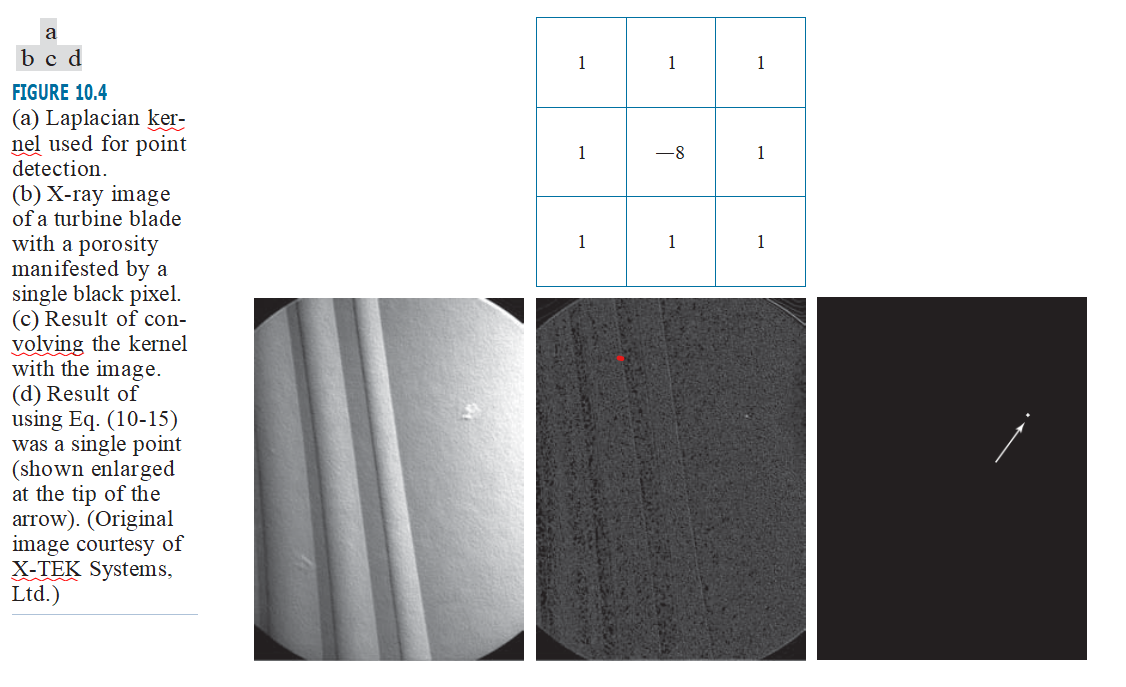 a
b c d
FIGURE 10.4
(a) Laplacian ker-
nel used for point
detection.
(b) X-ray image
of a turbine blade
with a porosity
manifested by a
single black pixel.
(c) Result of con-
volving the kernel
with the image.
(d) Result of
using Eq. (10-15)
was a single point
(shown enlarged
at the tip of the
arrow). (Original
image courtesy of
X-TEK Systems,
Ltd.)
1 1 1
1 —8 1
1 1 1